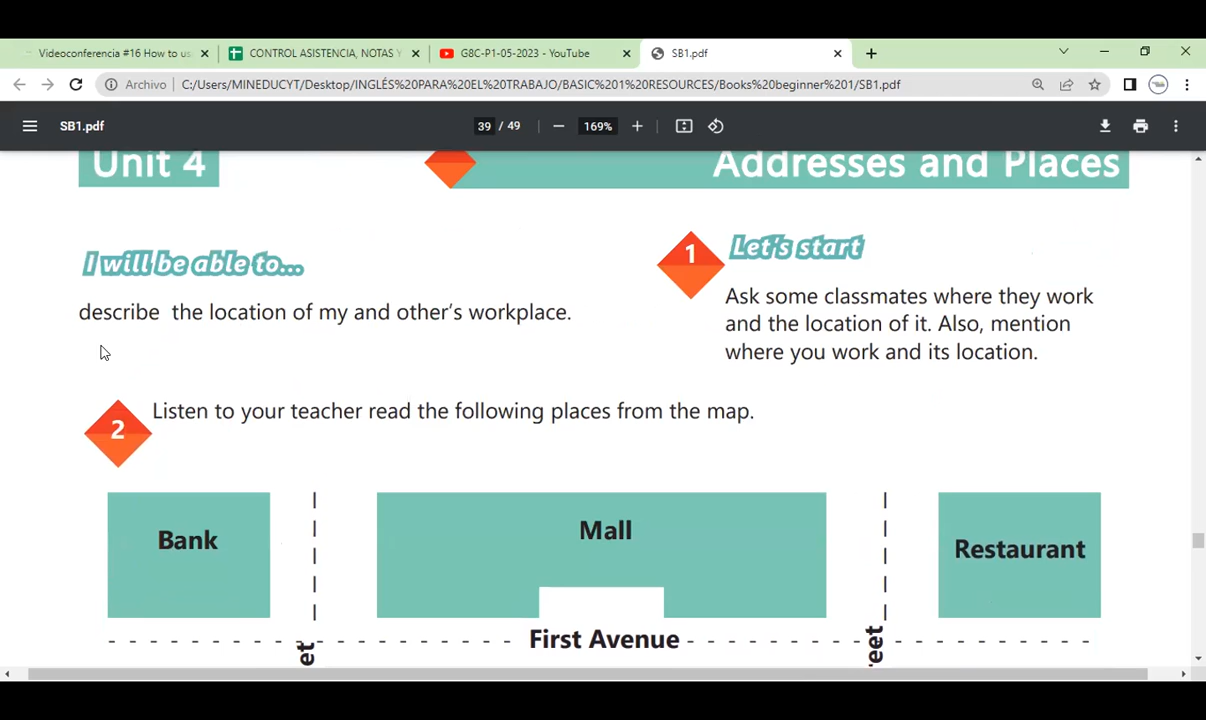 Videoconferencia #16 How to us
CONTROL ASISTENCIA, NOTAS Y
G8C-P1-05-2023 - YouTube
SB1.pdf
Archivo
C:/Users/MINEDUCYT/Desktop/INGLÉS%20PARA%20EL%20TRABAJO/BASIC%201%20RESOURCES/Books%20beginner%201/SB1.pdf
SB1.pdf
39 / 49
169%
Unit 4
Addresses and Places
I will be able to...
describe the location of my and other's workplace.
1
Let's start
Ask some classmates where they work
and the location of it. Also, mention
where you work and its location.
2
Listen to your teacher read the following places from the map.
Bank
Mall
Restaurant
First Avenue
et
reet